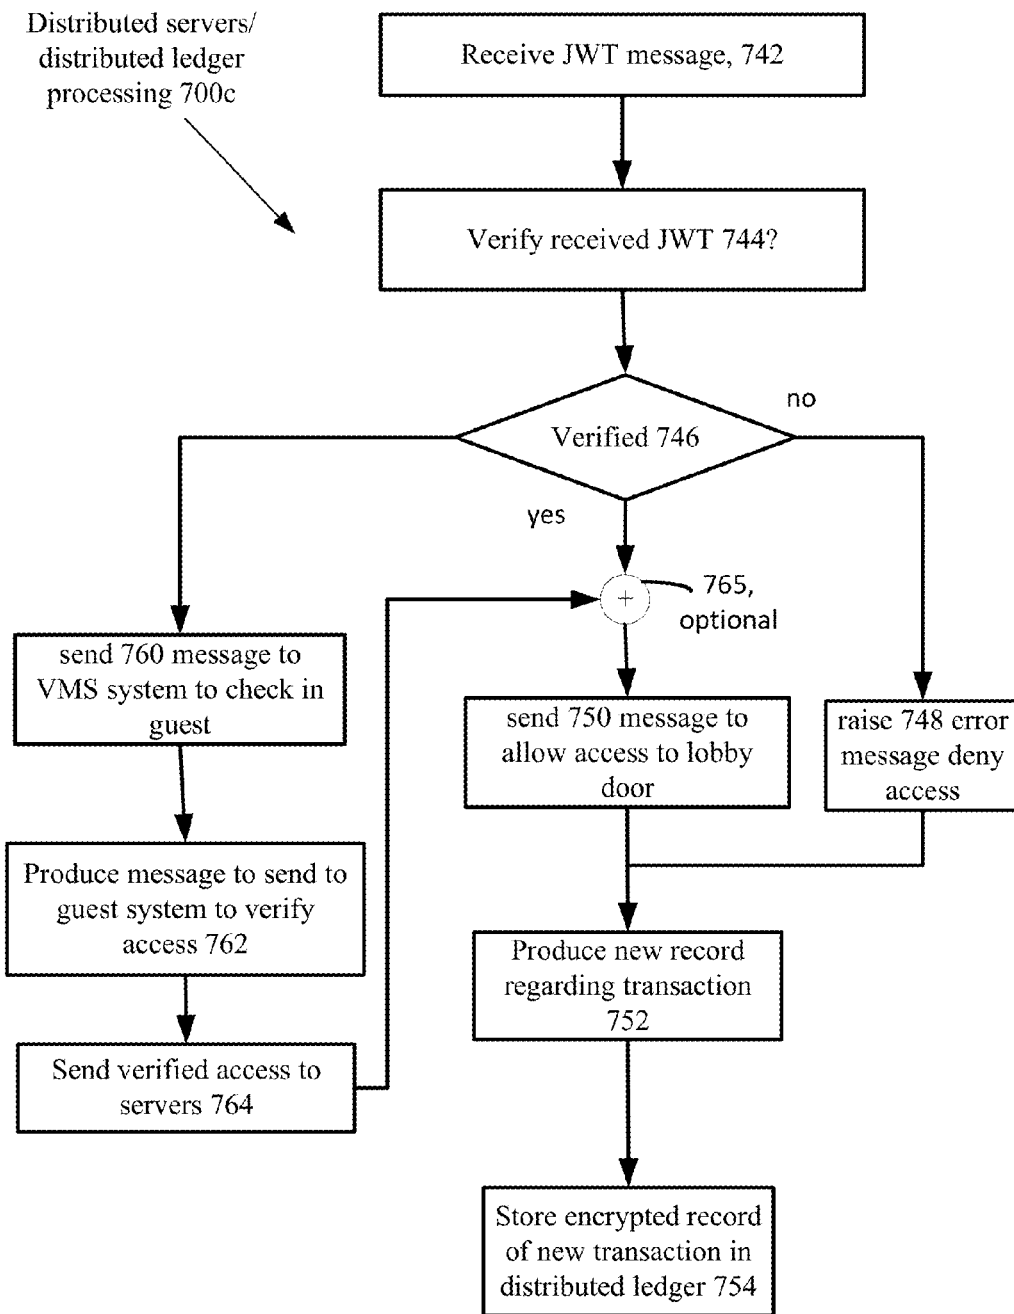 Distributed servers/
distributed ledger
processing 700c
Receive JWT message, 742
Verify received JWT 744?
Verified 746
no
yes
765,
optional
+
send 760 message to
VMS system to check in
guest
send 750 message to
allow access to lobby
door
raise 748 error
message deny
access
Produce message to send to
guest system to verify
access 762
Produce new record
regarding transaction
752
Send verified access to
servers 764
Store encrypted record
of new transaction in
distributed ledger 754